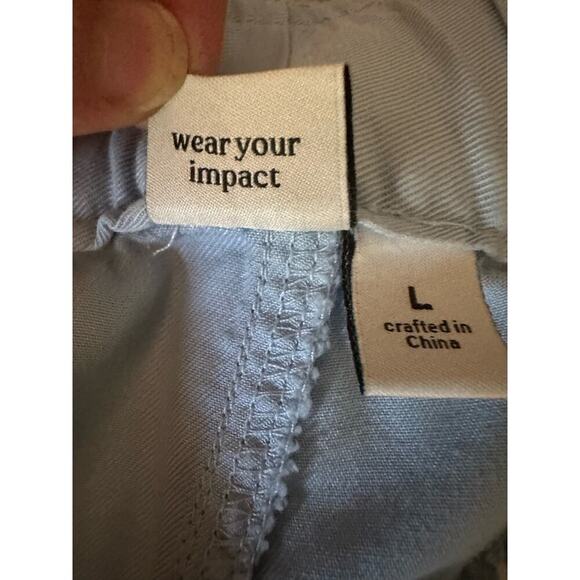 wear your
impact
L
crafted in
China